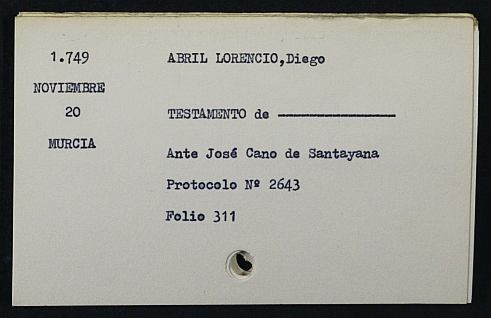 1.749
NOVIEMBRE
20
MURCIA
ABRIL LORENCIO,Diego
TESTAMENTO de ----------------
Ante José Cano de Santayana
Protocolo Nº 2643
Folio 311